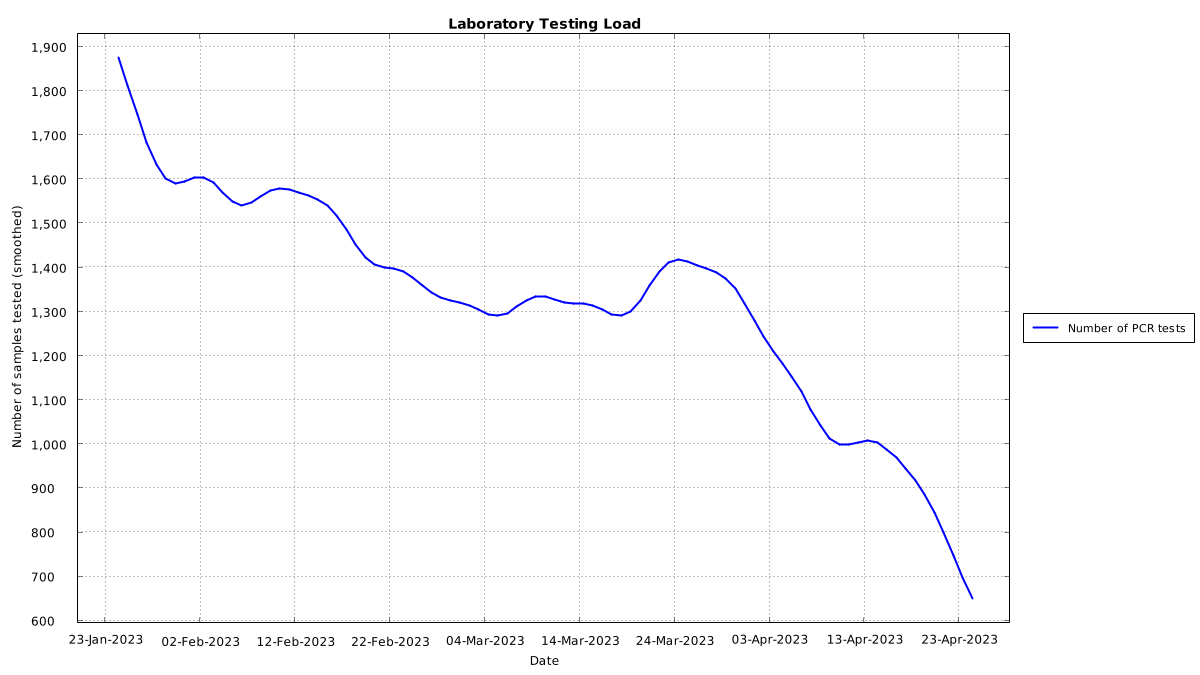 Laboratory Testing Load
1,900
1,800
1,700
1,600
1,500
1,400
1,300
1,200
1,100
1,000
900
800
700
600
Number of samples tested (smoothed)
23-Jan-2023
02-Feb-2023
12-Feb-2023
22-Feb-2023
04-Mar-2023
14-Mar-2023
24-Mar-2023
03-Apr-2023
13-Apr-2023
23-Apr-2023
Date
Number of PCR tests